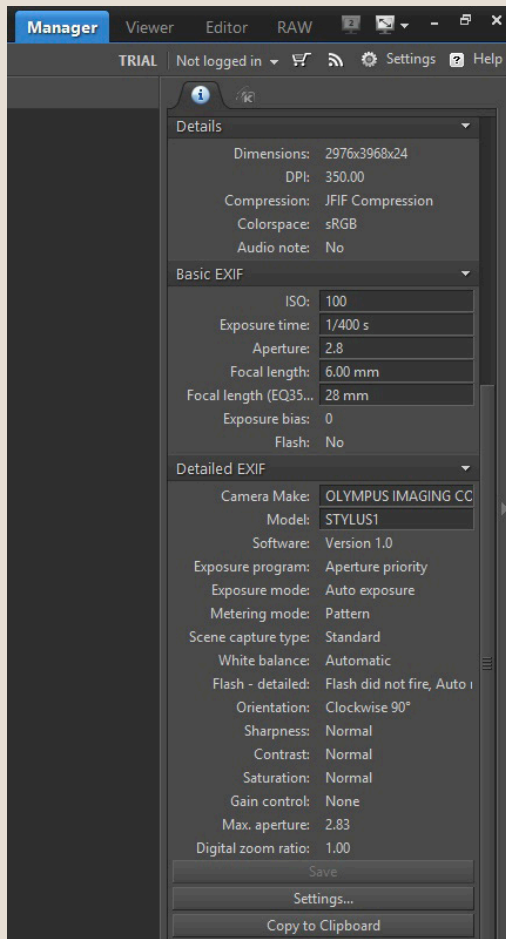 Manager Viewer Editor RAW 2
TRIAL Not logged in Settings ? Help
i
Details
Dimensions: 2976x3968x24
DPI: 350.00
Compression: JFIF Compression
Colorspace: sRGB
Audio note: No
Basic EXIF
ISO: 100
Exposure time: 1/400 s
Aperture: 2.8
Focal length: 6.00 mm
Focal length (EQ35... 28 mm
Exposure bias: 0
Flash: No
Detailed EXIF
Camera Make: OLYMPUS IMAGING CO
Model: STYLUS1
Software: Version 1.0
Exposure program: Aperture priority
Exposure mode: Auto exposure
Metering mode: Pattern
Scene capture type: Standard
White balance: Automatic
Flash - detailed: Flash did not fire, Auto
Orientation: Clockwise 90°
Sharpness: Normal
Contrast: Normal
Saturation: Normal
Gain control: None
Max. aperture: 2.83
Digital zoom ratio: 1.00
Save
Settings...
Copy to Clipboard